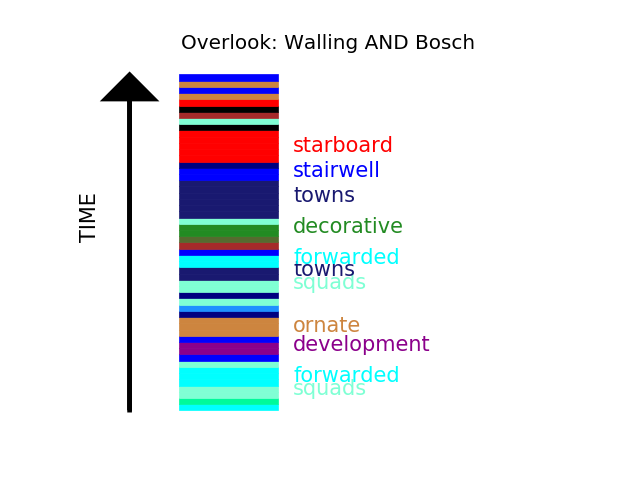 Overlook: Walling AND Bosch
TIME
starboard
stairwell
towns
decorative
forwarded
towns
squads
ornate
development
forwarded
squads